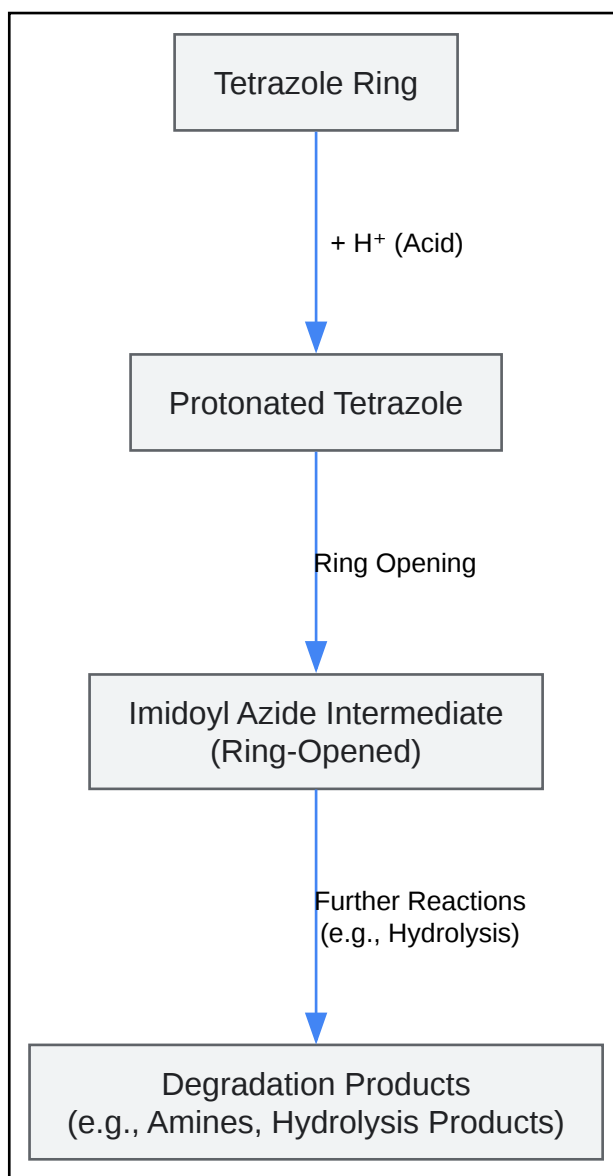 Tetrazole Ring
+ H⁺ (Acid)
Protonated Tetrazole
Ring Opening
Imidoyl Azide Intermediate
(Ring-Opened)
Further Reactions
(e.g., Hydrolysis)
Degradation Products
(e.g., Amines, Hydrolysis Products)